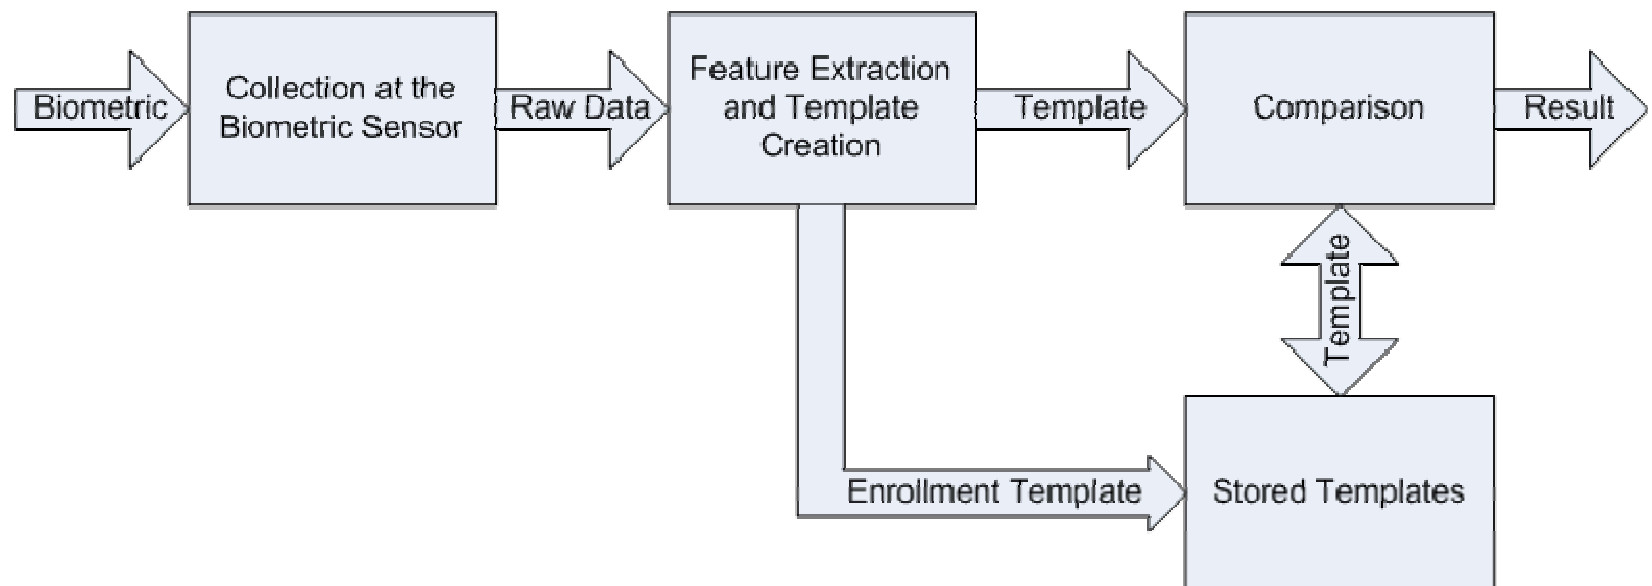 Biometric
Collection at the
Biometric Sensor
Raw Data
Feature Extraction
and Template
Creation
Template
Comparison
Result
Template
Enrollment Template
Stored Templates